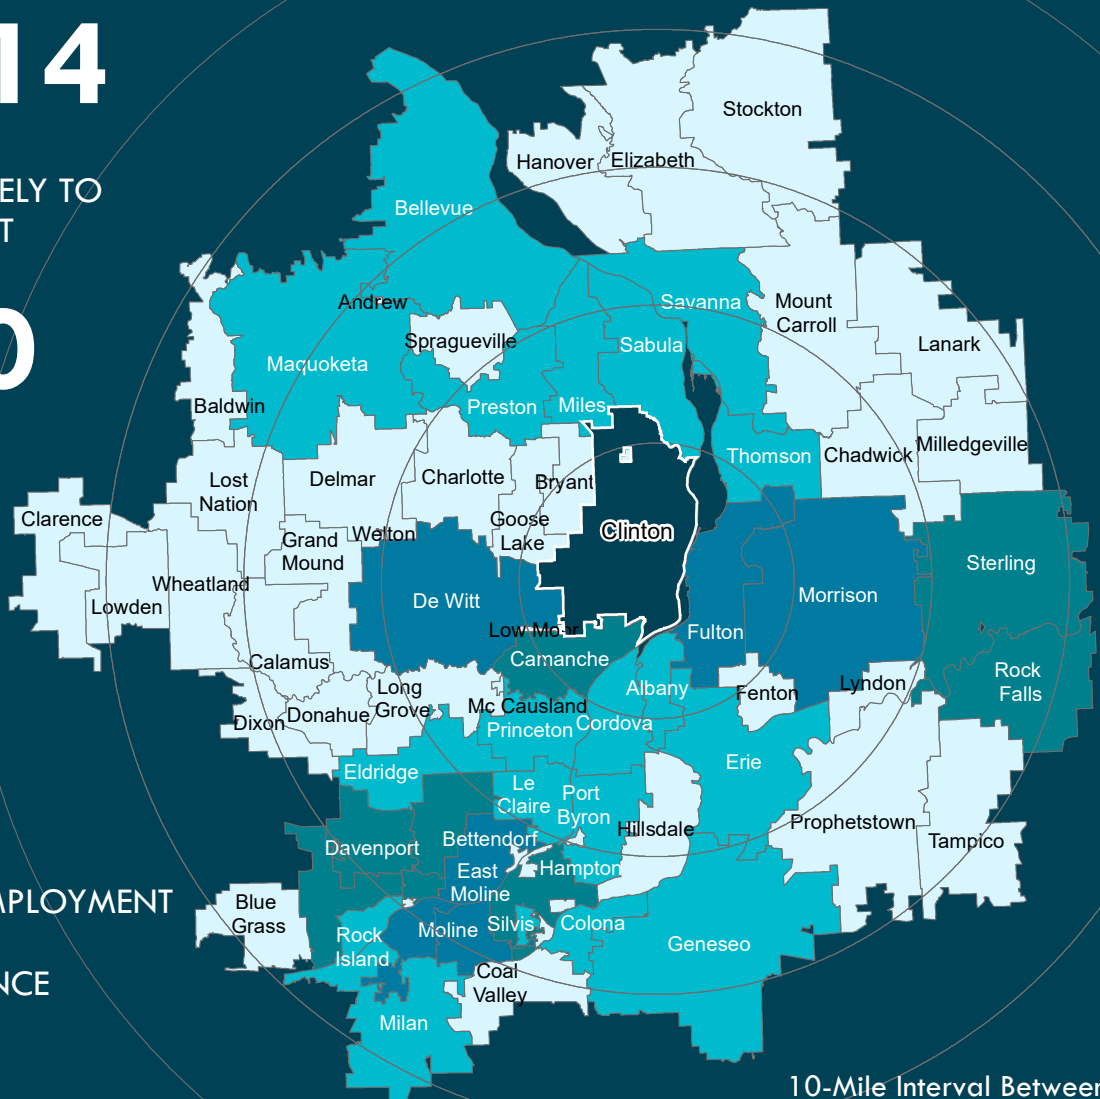 14
ELY TO
T
0
MPLOYMENT
NCE
Stockton
Hanover
Elizabeth
Bellevue
Andrew
Savanna
Mount
Carroll
Spragueville
Sabula
Lanark
Maquoketa
Baldwin
Preston
Miles
Thomson
Chadwick
Milledgeville
Lost
Nation
Delmar
Charlotte
Bryant
Clarence
Goose
Lake
Welton
Clinton
Grand
Mound
Sterling
Wheatland
Lowden
De Witt
Morrison
Low Moor
Fulton
Calamus
Camanche
Rock
Falls
Long
Grove
Albany
Fenton
Lyndon
Dixon
Donahue
Mc Causland
Princeton
Cordova
Eldridge
Erie
Le
Claire
Port
Byron
Hillsdale
Prophetstown
Davenport
Bettendorf
Tampico
East
Moline
Hampton
Blue
Grass
Rock
Island
Moline
Silvis
Colona
Geneseo
Coal
Valley
Milan
10-Mile Interval Between